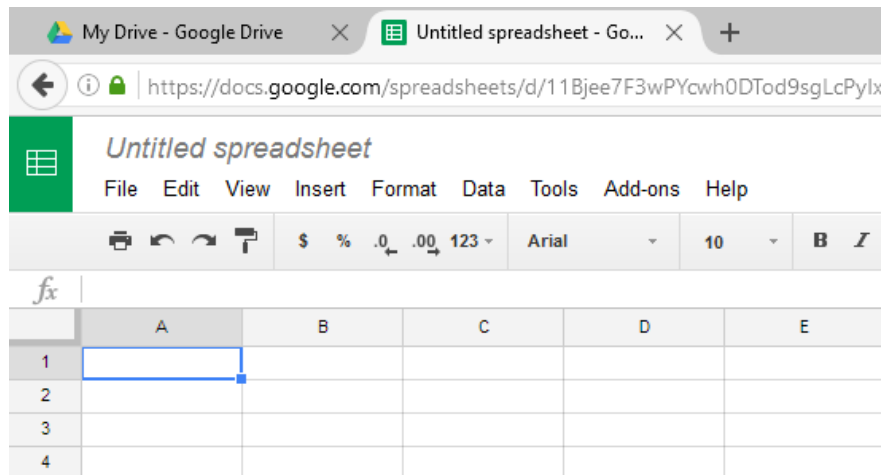 My Drive - Google Drive Untitled spreadsheet - Go...
https://docs.google.com/spreadsheets/d/11Bjee7F3wPYcwh0DTod9sgLcPyIx
Untitled spreadsheet
File Edit View Insert Format Data Tools Add-ons Help
$ % .0 .00 123 Arial 10 B I
fx
A B C D E
1
2
3
4